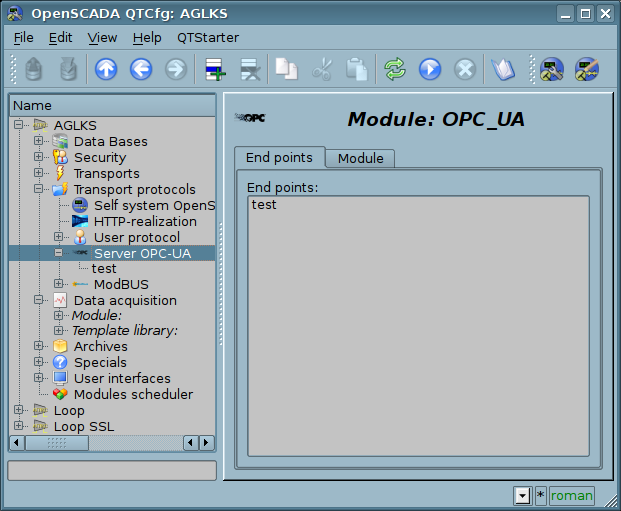 OpenSCADA QTCfg: AGLKS
File Edit View Help QTStarter
Name
AGLKS
Data Bases
Security
Transports
Transport protocols
Self system OpenS
HTTP-realization
User protocol
OPC Server OPC-UA
test
ModBUS
Data acquisition
Module:
Template library:
Archives
Specials
User interfaces
Modules scheduler
Loop
Loop SSL
OPC Module: OPC_UA
End points Module
End points:
test
* roman